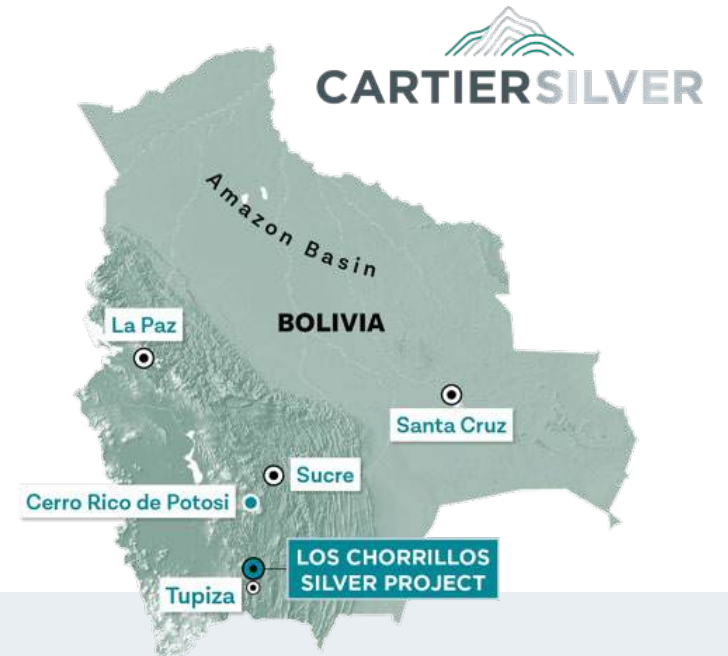 CARTIERSILVER
Amazon Basin
BOLIVIA
La Paz
Santa Cruz
Sucre
Cerro Rico de Potosi
LOS CHORRILLOS
SILVER PROJECT
Tupiza